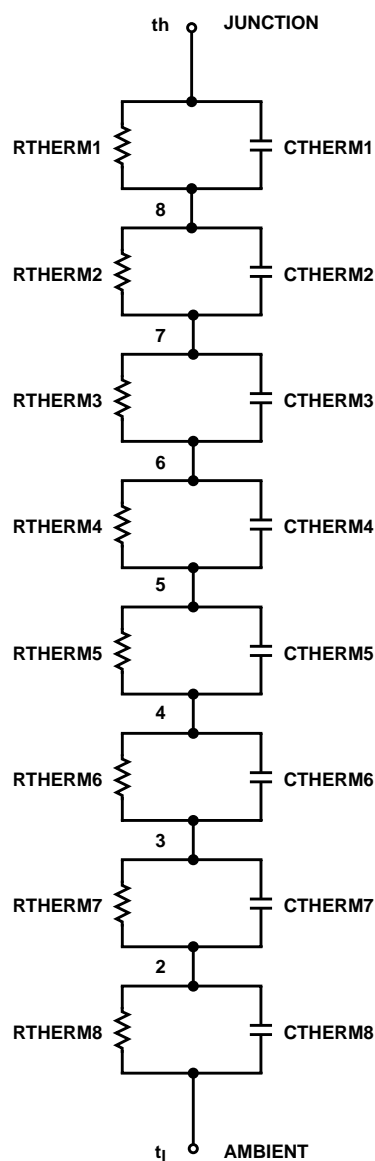 th JUNCTION
RTHERM1 CTHERM1
8
RTHERM2 CTHERM2
7
RTHERM3 CTHERM3
6
RTHERM4 CTHERM4
5
RTHERM5 CTHERM5
4
RTHERM6 CTHERM6
3
RTHERM7 CTHERM7
2
RTHERM8 CTHERM8
tl AMBIENT